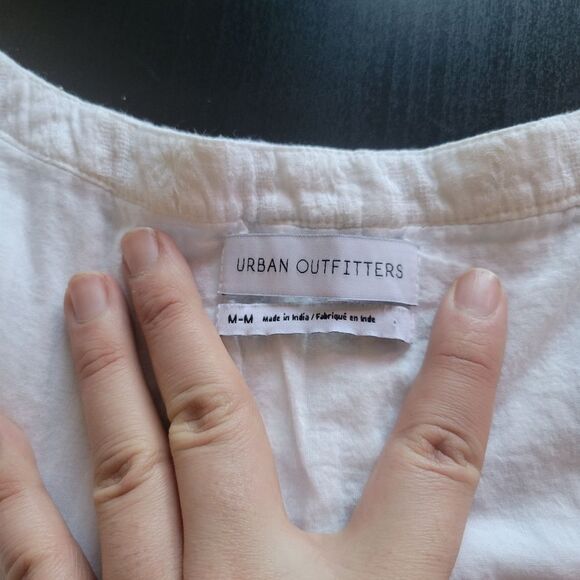 URBAN OUTFITTERS
M-M Made in India / Fabriqué en Inde